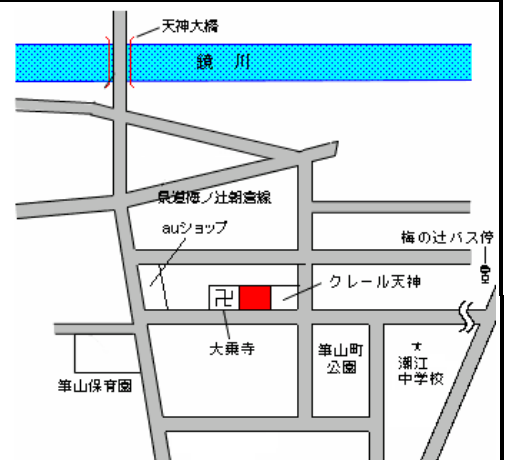 天神大橋
鏡 川
県道梅ノ辻朝倉線
auショップ
梅の辻バス停
卍
クレール天神
大乗寺
筆山町
公園
潮江
中学校
筆山保育園